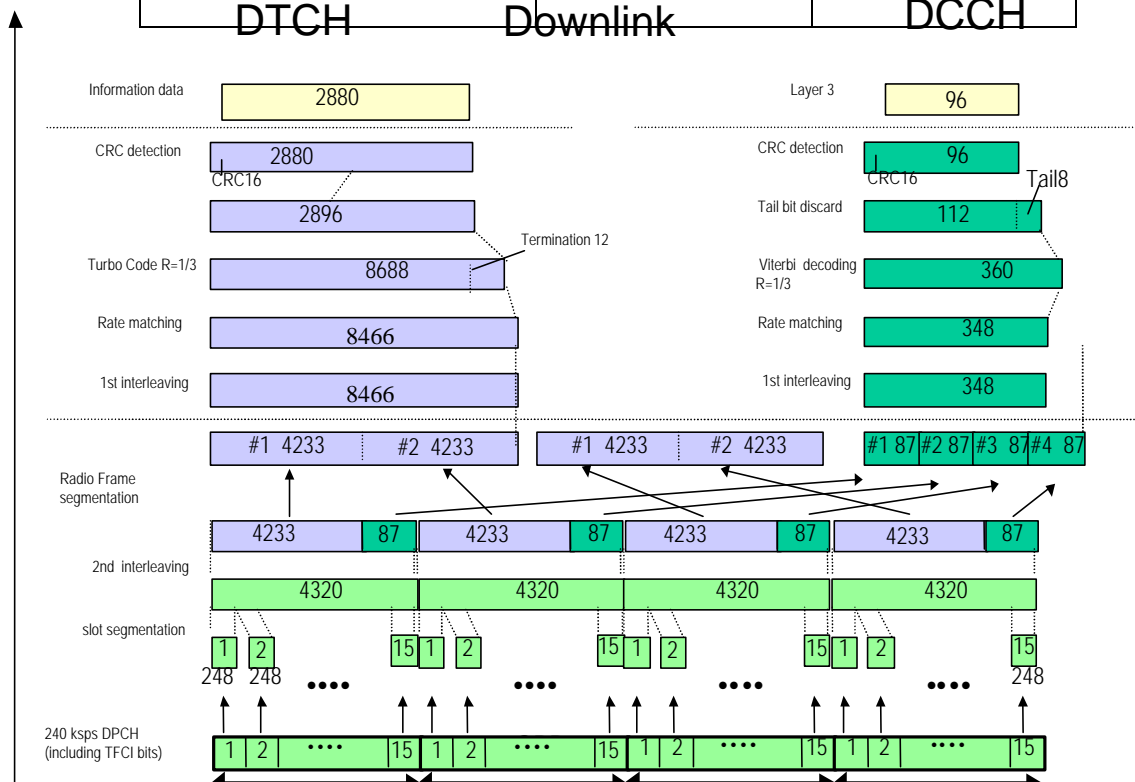 DTCH Downlink DCCH
Information data 2880 Layer 3 96
CRC detection 2880 CRC detection 96
CRC16 CRC16 Tail8
2896 Tail bit discard 112
Termination 12
Turbo Code R=1/3 8688 Viterbi decoding 360
R=1/3
Rate matching 8466 Rate matching 348
1st interleaving 8466 1st interleaving 348
#1 4233 #2 4233 #1 4233 #2 4233 #1 87 #2 87 #3 87 #4 87
Radio Frame
segmentation
4233 87 4233 87 4233 87 4233 87
2nd interleaving
4320 4320 4320 4320
slot segmentation
1 2 15 1 2 15 1 2 15 1 2 15
248 248 248
•••• •••• •••• ••••
240 ksps DPCH
(including TFCI bits)
1 2 •••• 15 1 2 •••• 15 1 2 •••• 15 1 2 •••• 15